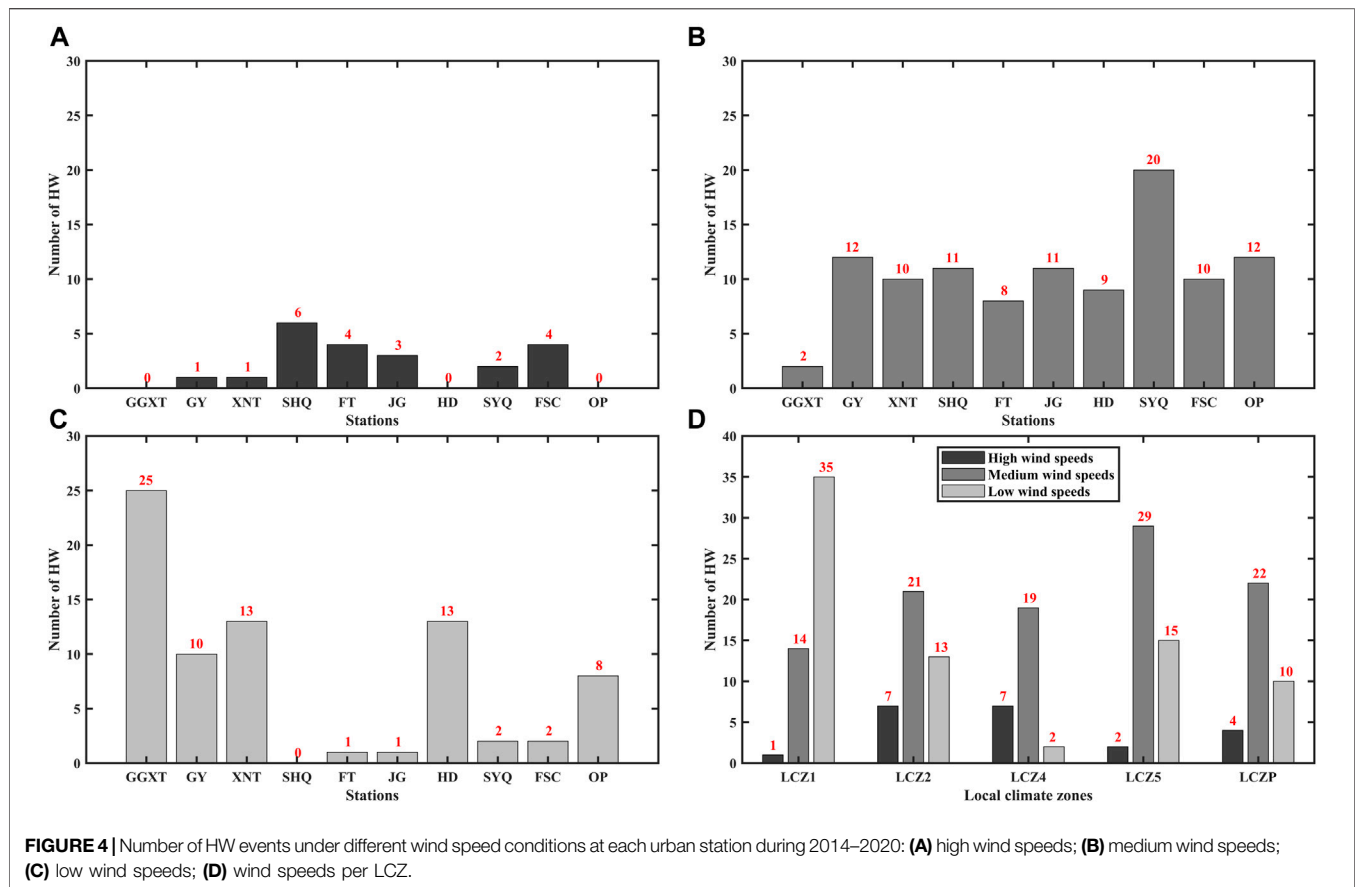 A
30
25
20
15
10
5
0
Number of HW
0 1 1 6 4 3 0 2 4 0
GGXT GY XNT SHQ FT JG HD SYQ FSC OP
Stations
B
30
25
20
15
10
5
0
Number of HW
2 12 10 11 8 11 9 20 10 12
GGXT GY XNT SHQ FT JG HD SYQ FSC OP
Stations
C
30
25
20
15
10
5
0
Number of HW
25 10 13 0 1 1 13 2 2 8
GGXT GY XNT SHQ FT JG HD SYQ FSC OP
Stations
D
40
35
30
25
20
15
10
5
0
Number of HW
High wind speeds
Medium wind speeds
Low wind speeds
1 14 35 7 21 13 7 19 2 2 29 15 4 22 10
LCZ1 LCZ2 LCZ4 LCZ5 LCZP
Local climate zones
FIGURE 4 | Number of HW events under different wind speed conditions at each urban station during 2014–2020: (A) high wind speeds; (B) medium wind speeds;
(C) low wind speeds; (D) wind speeds per LCZ.